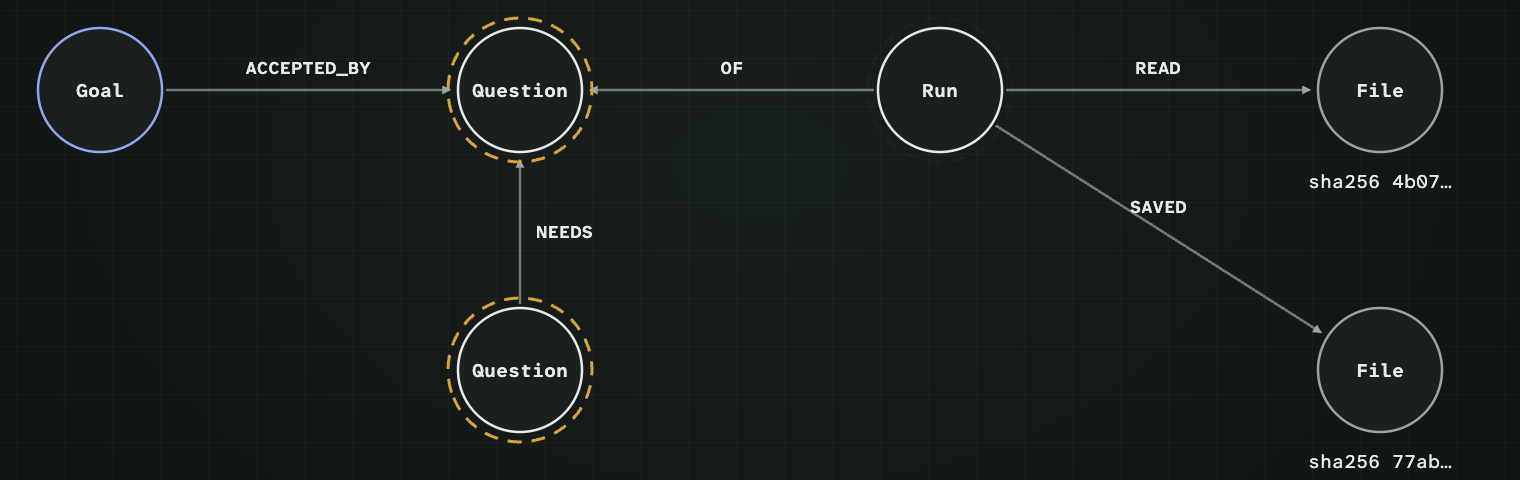 Goal
ACCEPTED_BY
Question
OF
Run
READ
File
sha256 4b07…
SAVED
NEEDS
Question
File
sha256 77ab…